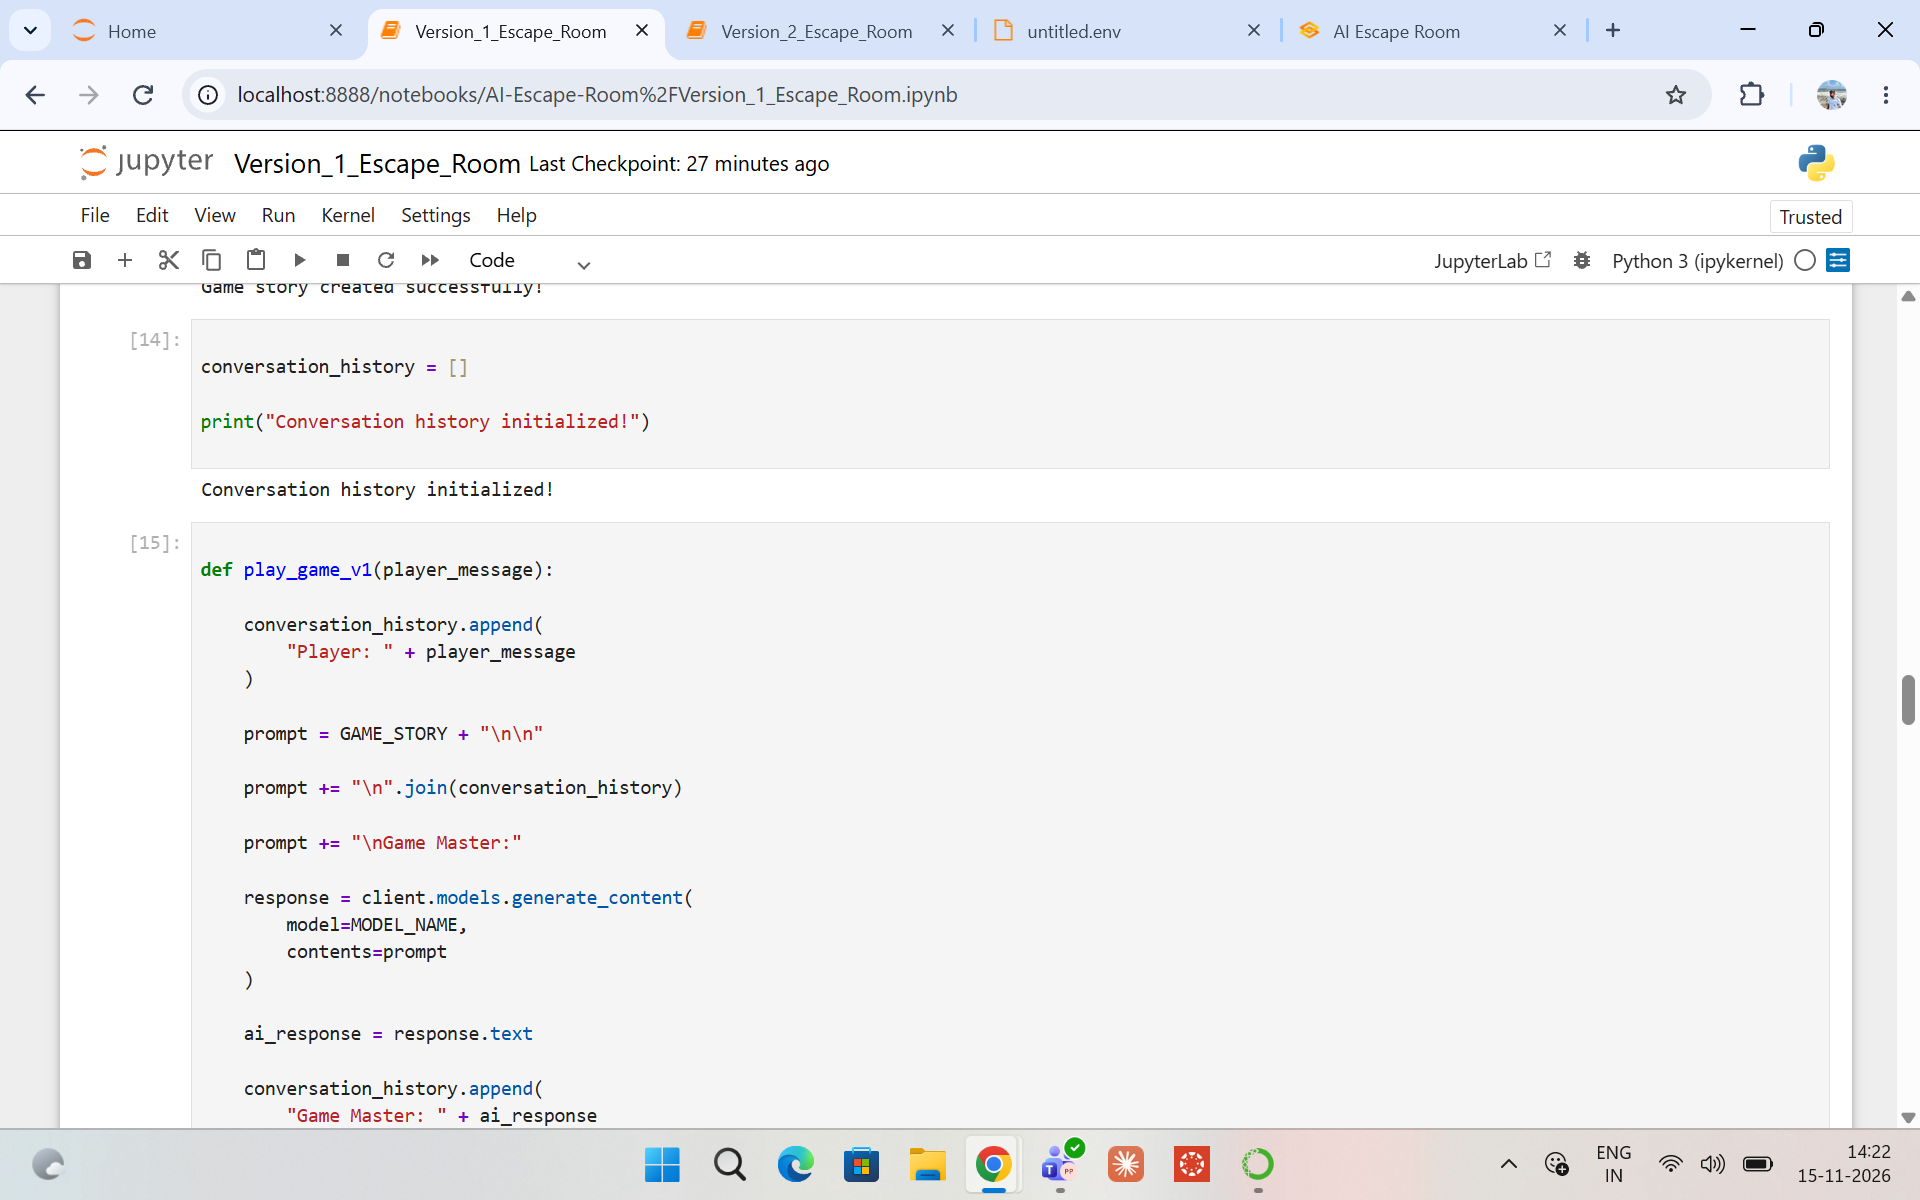 Home
Version_1_Escape_Room
Version_2_Escape_Room
untitled.env
AI Escape Room
localhost:8888/notebooks/AI-Escape-Room%2FVersion_1_Escape_Room.ipynb
jupyter Version_1_Escape_Room Last Checkpoint: 27 minutes ago
File Edit View Run Kernel Settings Help
Trusted
Code
JupyterLab
Python 3 (ipykernel)
Game story created successfully!
[14]:
conversation_history = []
print("Conversation history initialized!")
Conversation history initialized!
[15]:
def play_game_v1(player_message):
    conversation_history.append(
        "Player: " + player_message
    )
    prompt = GAME_STORY + "\n\n"
    prompt += "\n".join(conversation_history)
    prompt += "\nGame Master:"
    response = client.models.generate_content(
        model=MODEL_NAME,
        contents=prompt
    )
    ai_response = response.text
    conversation_history.append(
        "Game Master: " + ai_response
T PP
ENG
IN
14:22
15-11-2026